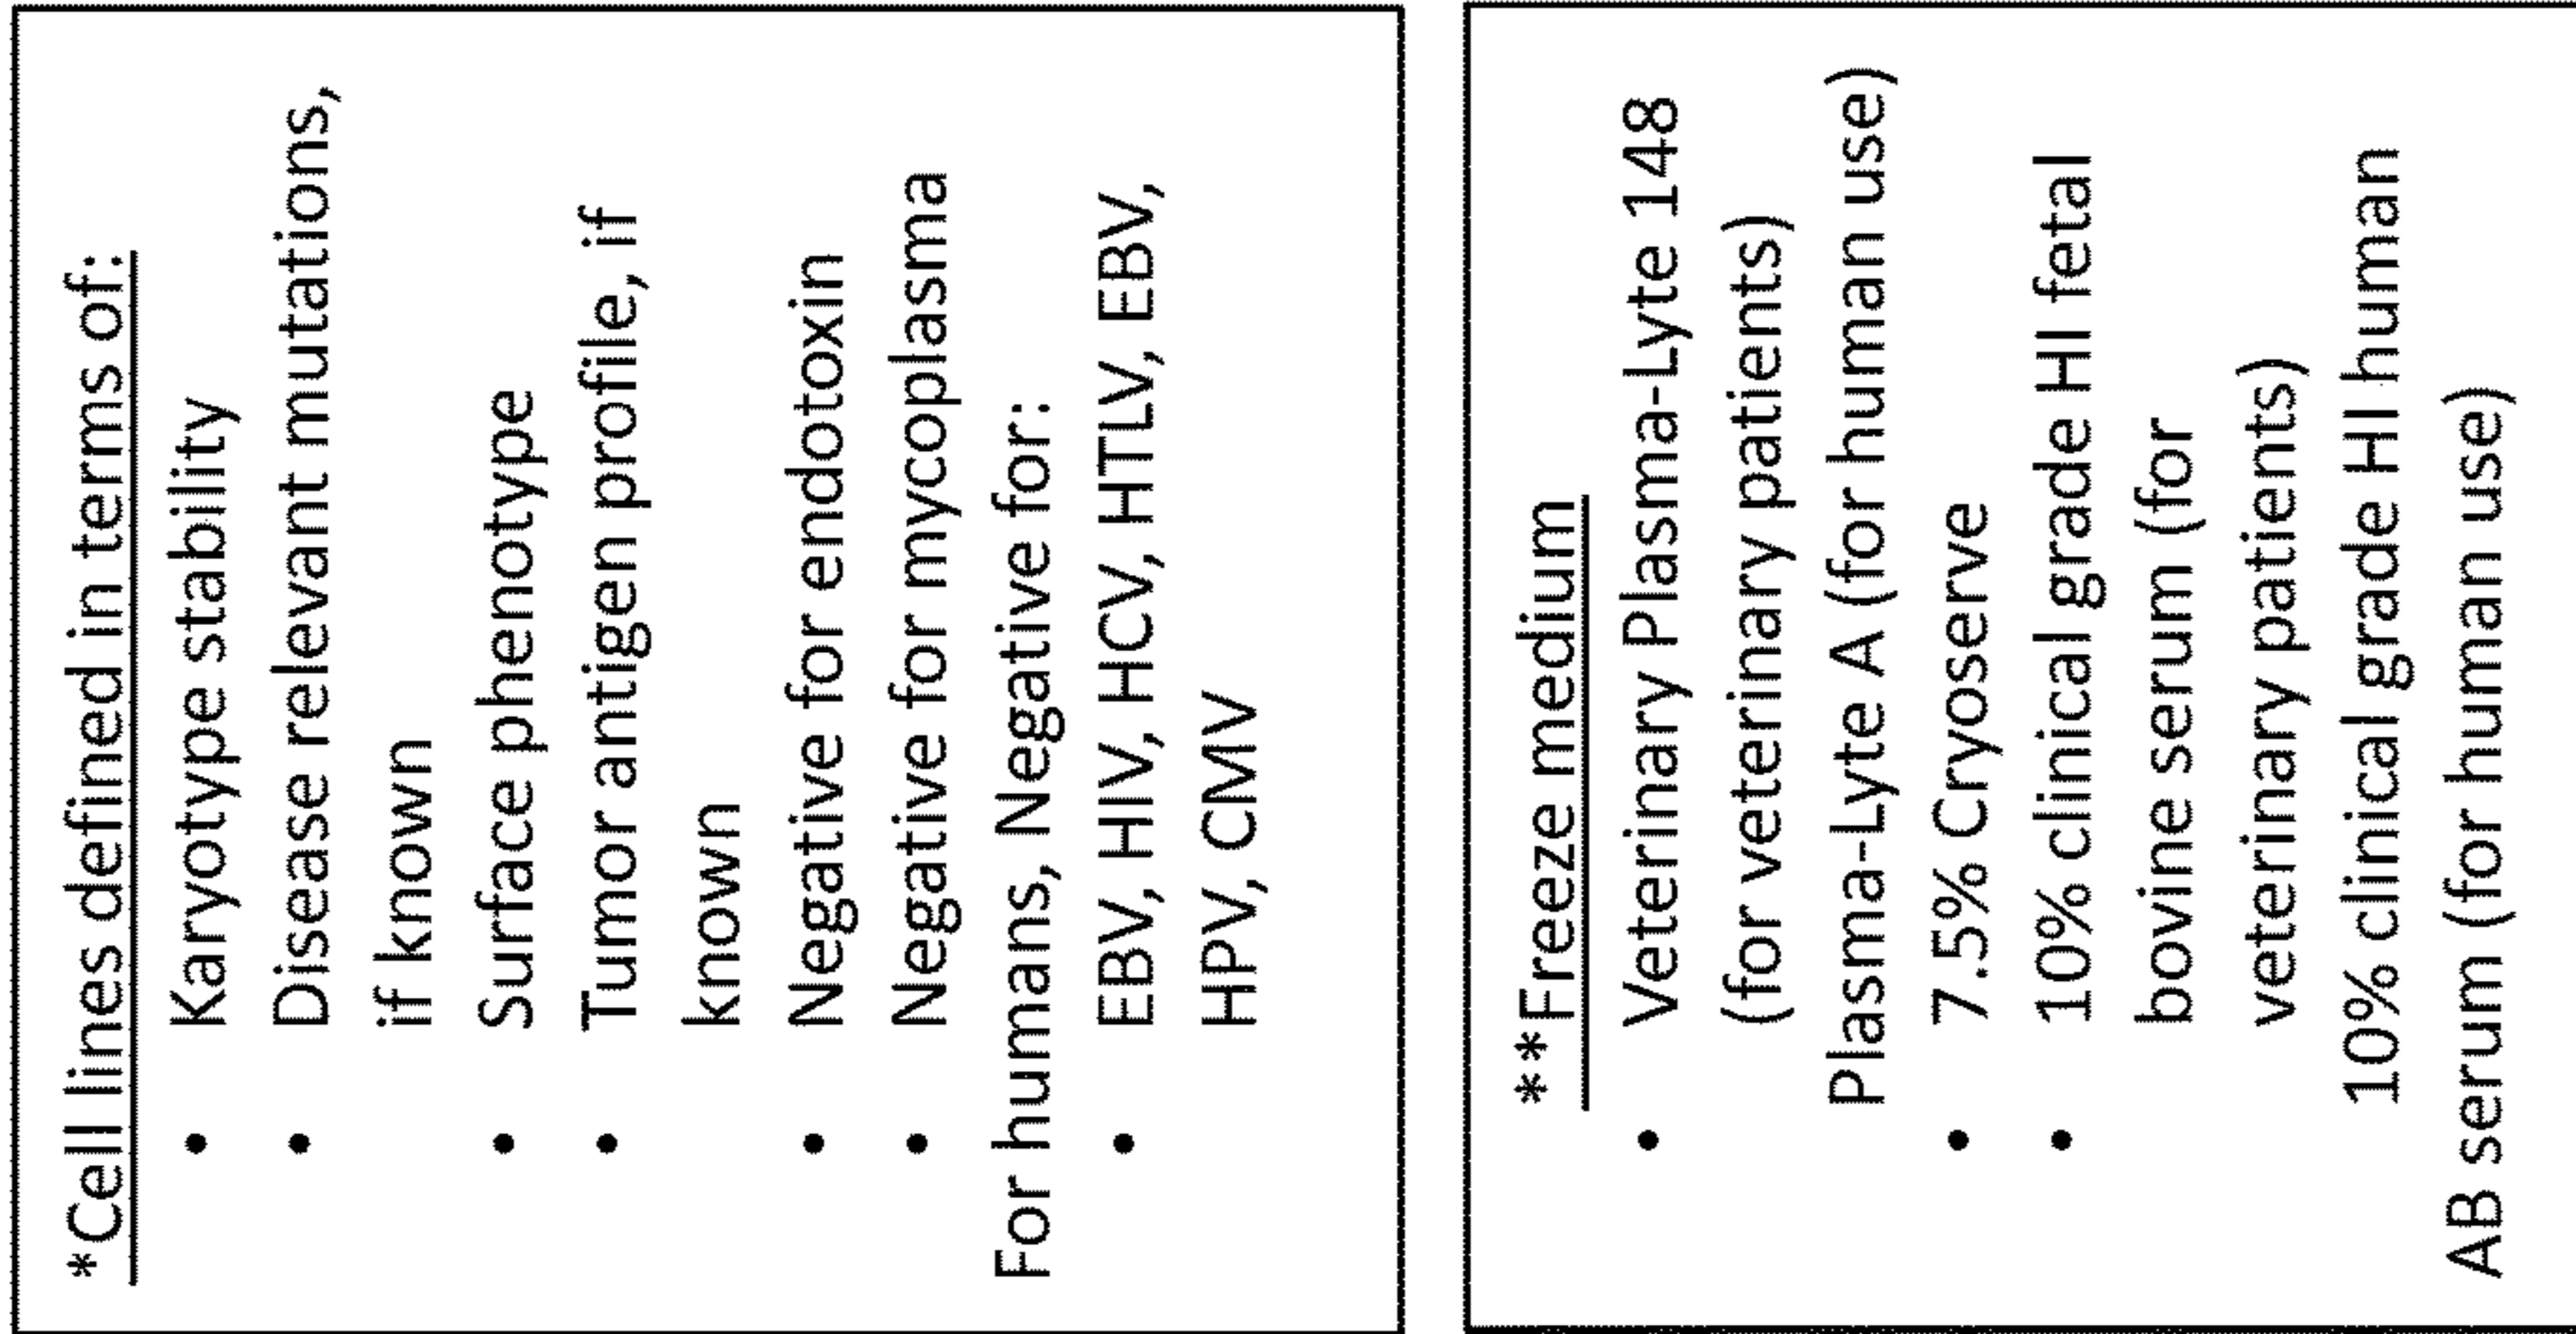 *Cell lines defined in terms of:
• Karyotype stability
• Disease relevant mutations,
if known
• Surface phenotype
• Tumor antigen profile, if
known
• Negative for endotoxin
• Negative for mycoplasma
For humans, Negative for:
• EBV, HIV, HCV, HTLV, EBV,
HPV, CMV
**Freeze medium
• Veterinary Plasma-Lyte 148
(for veterinary patients)
Plasma-Lyte A (for human use)
• 7.5% Cryoserve
• 10% clinical grade HI fetal
bovine serum (for
veterinary patients)
10% clinical grade HI human
AB serum (for human use)